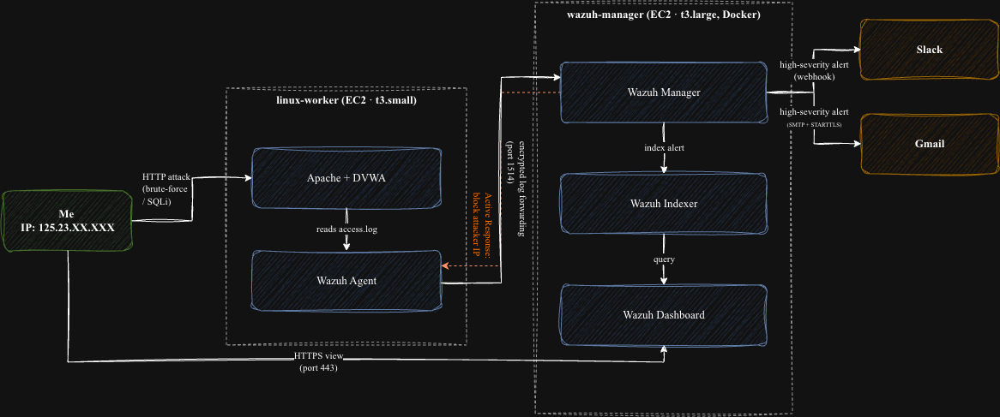 wazuh-manager (EC2 · t3.large, Docker)
Slack
high-severity alert
(webhook)
Wazuh Manager
linux-worker (EC2 · t3.small)
high-severity alert
(SMTP + STARTTLS)
Gmail
index alert
HTTP attack
(brute-force
/ SQLi)
Apache + DVWA
encrypted log forwarding
(port 1514)
Wazuh Indexer
Me
IP: 125.23.XX.XXX
reads access.log
Active Response:
block attacker IP
query
Wazuh Agent
Wazuh Dashboard
HTTPS view
(port 443)